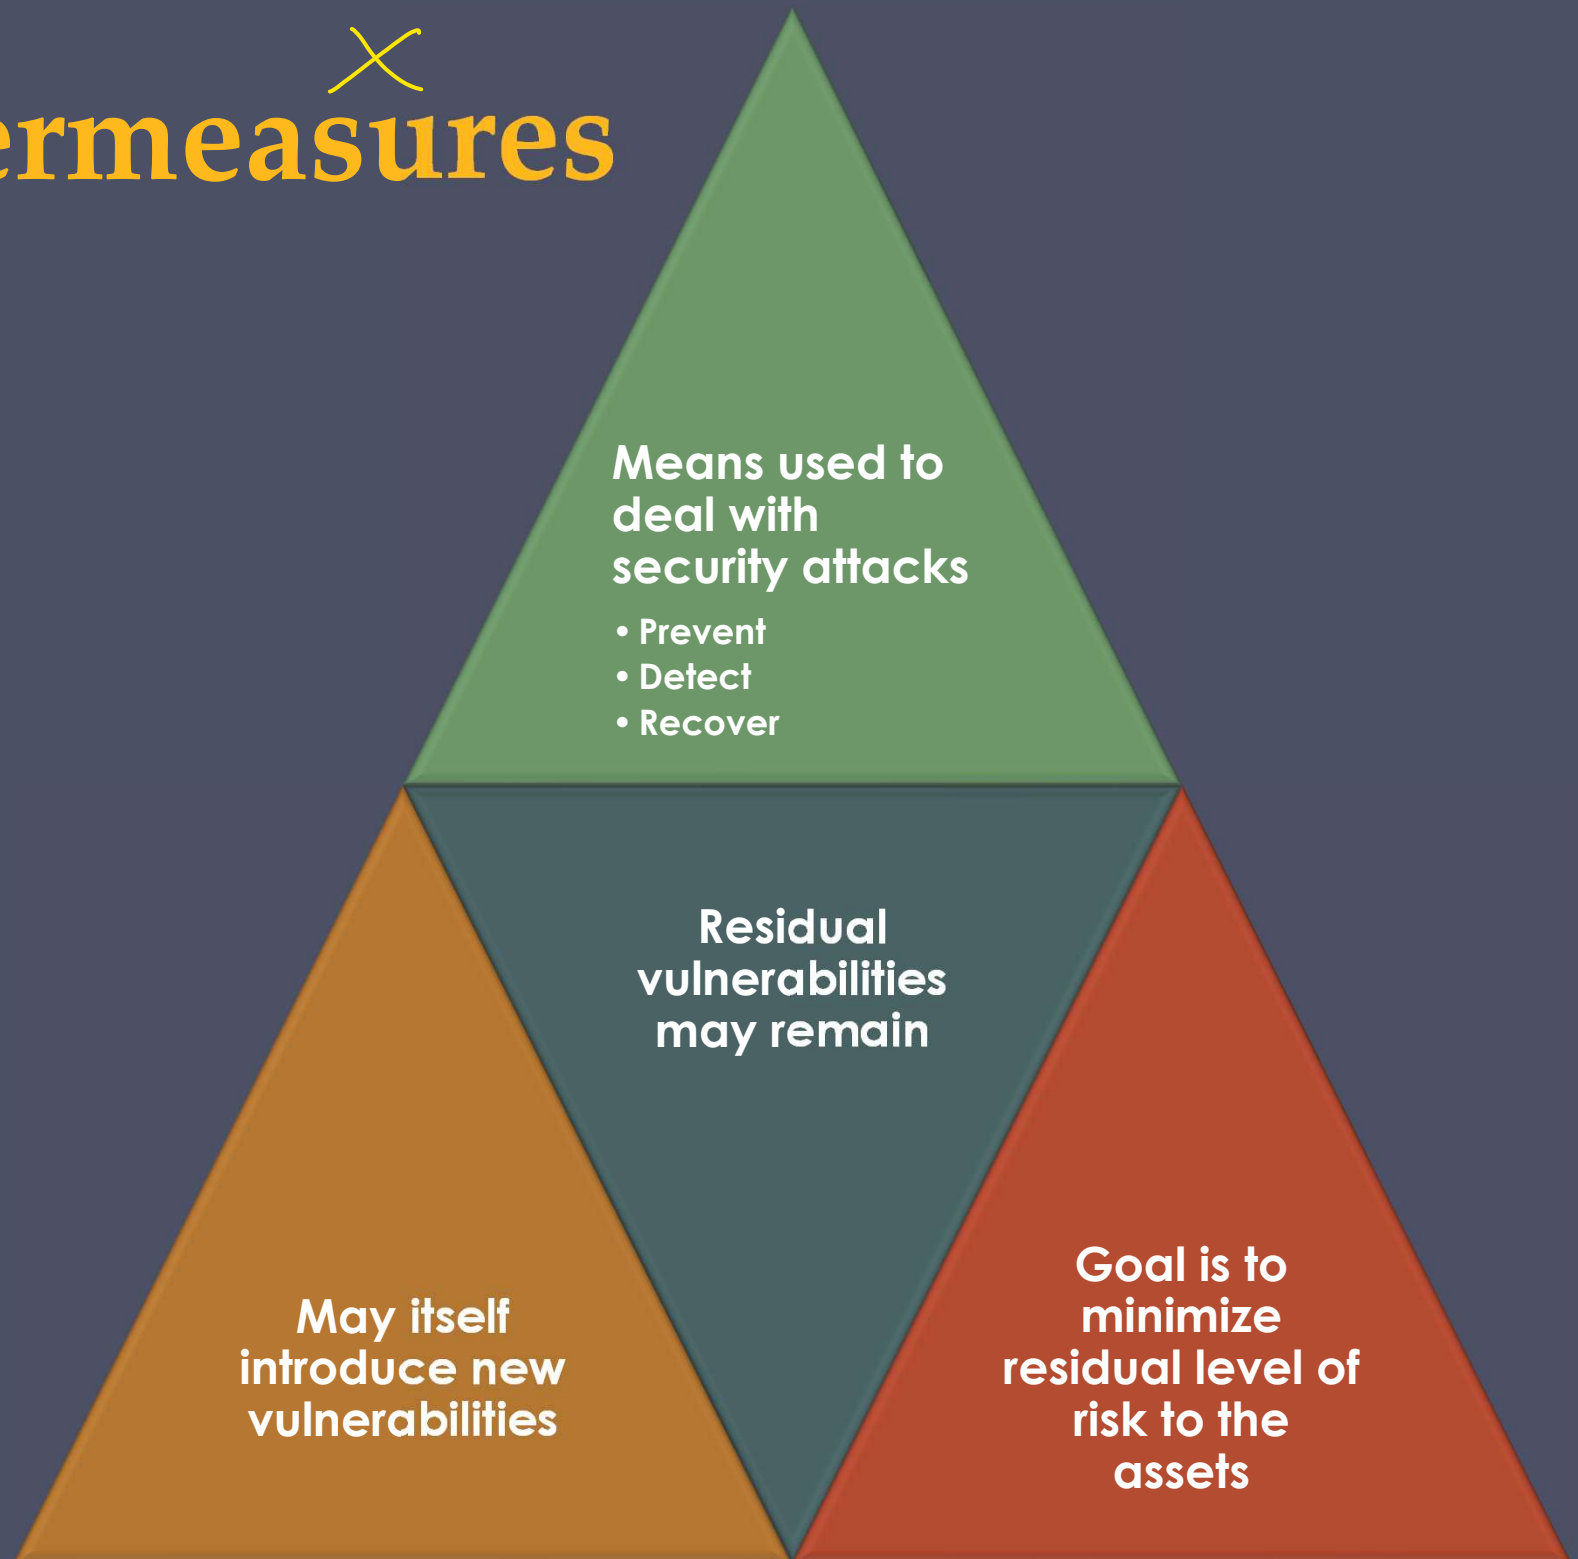 ermeasures
Means used to
deal with
security attacks
• Prevent
• Detect
• Recover
Residual
vulnerabilities
may remain
May itself
introduce new
vulnerabilities
Goal is to
minimize
residual level of
risk to the
assets